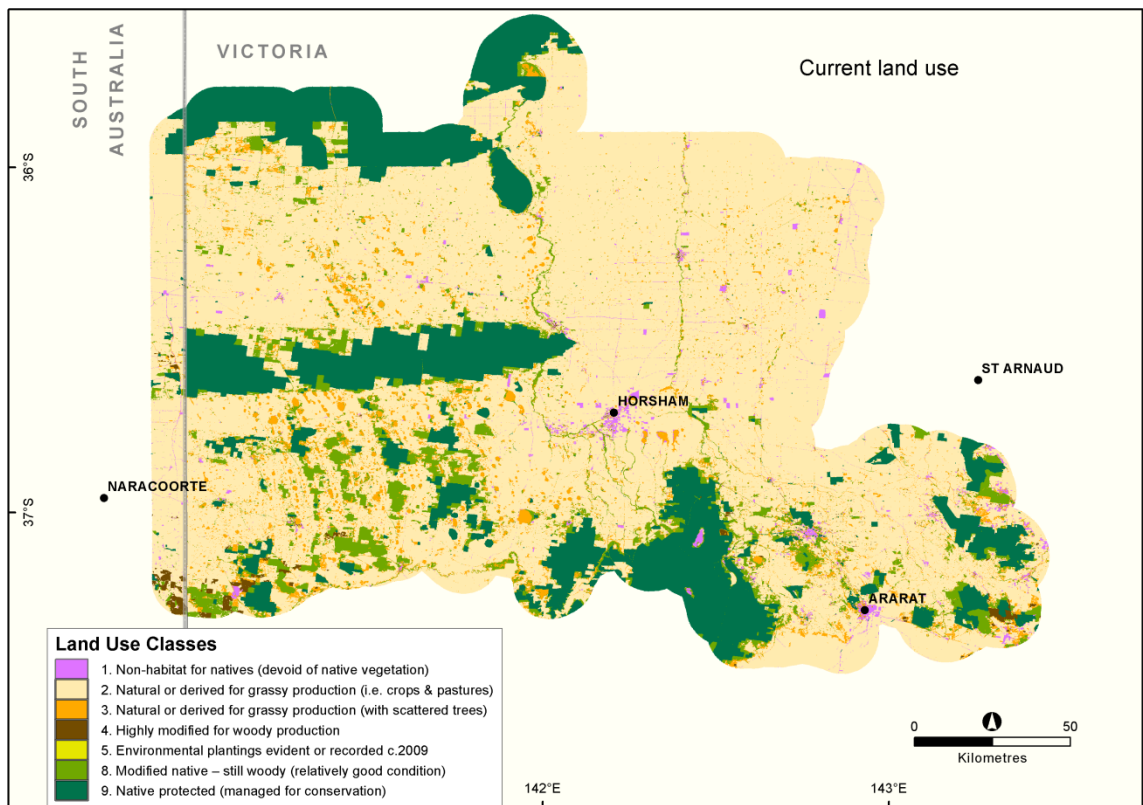 SOUTH
AUSTRALIA
VICTORIA
Current land use
36°S
ST ARNAUD
HORSHAM
NARACOORTE
37°S
ARARAT
Land Use Classes
1. Non-habitat for natives (devoid of native vegetation)
2. Natural or derived for grassy production (i.e. crops & pastures)
3. Natural or derived for grassy production (with scattered trees)
4. Highly modified for woody production
5. Environmental plantings evident or recorded c.2009
8. Modified native – still woody (relatively good condition)
9. Native protected (managed for conservation)
0 50
Kilometres
142°E 143°E